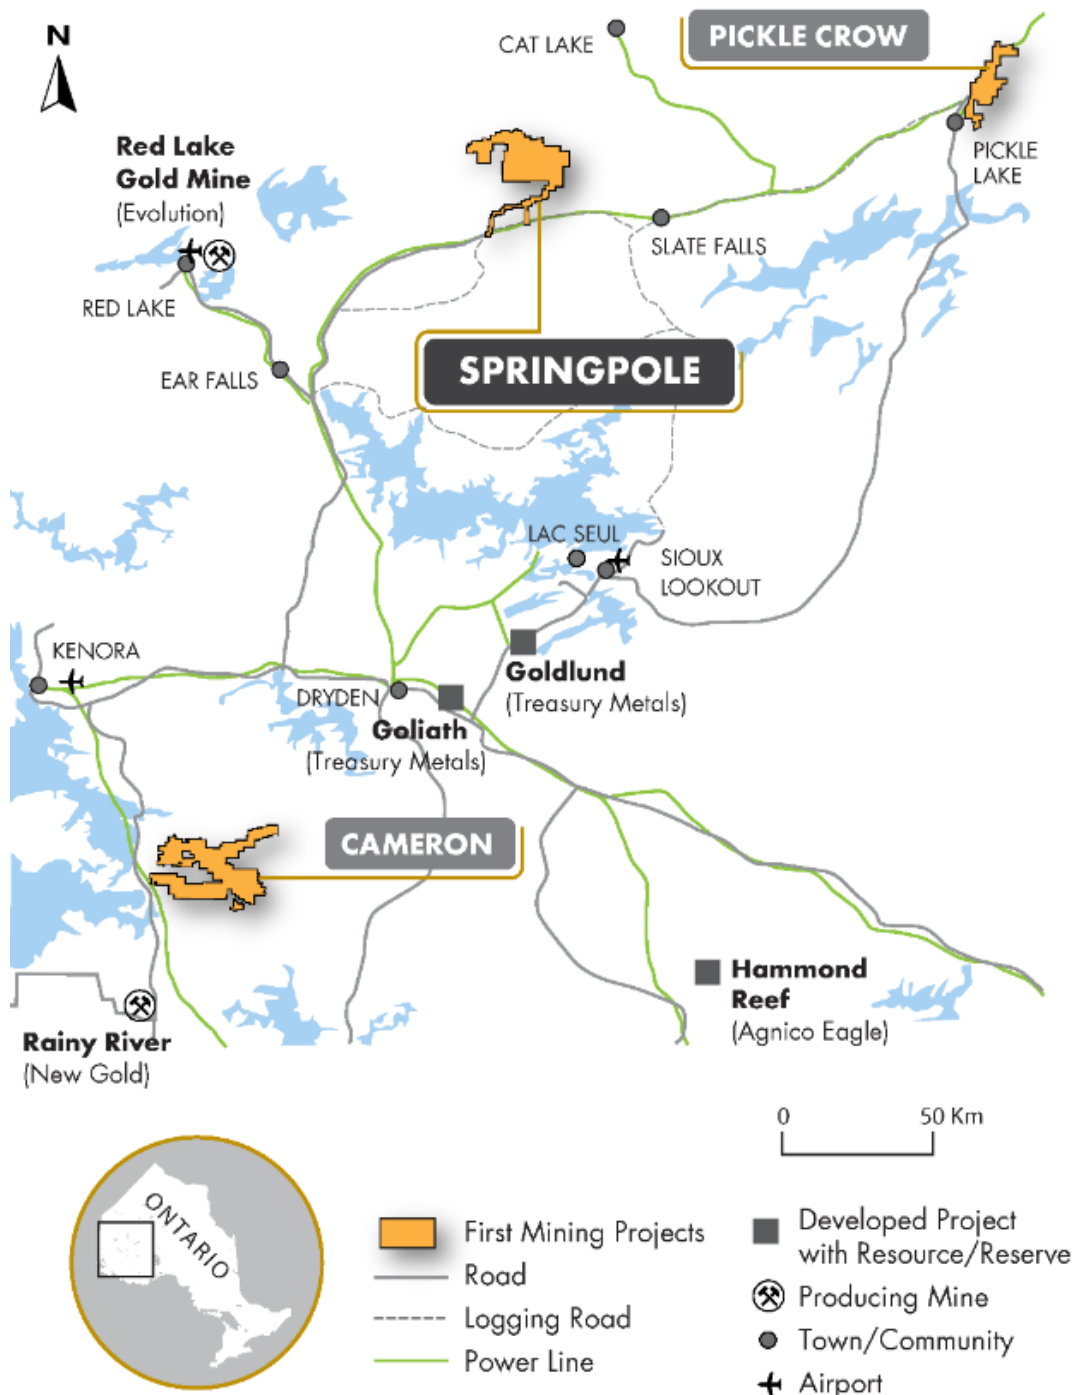 N
CAT LAKE
PICKLE CROW
PICKLE
LAKE
Red Lake
Gold Mine
(Evolution)
RED LAKE
SLATE FALLS
EAR FALLS
SPRINGPOLE
LAC SEUL
SIOUX
LOOKOUT
KENORA
DRYDEN
Goldlund
(Treasury Metals)
Goliath
(Treasury Metals)
CAMERON
Hammond
Reef
(Agnico Eagle)
Rainy River
(New Gold)
0 50 Km
ONTARIO
First Mining Projects
Road
Logging Road
Power Line
Developed Project
with Resource/Reserve
Producing Mine
Town/Community
Airport